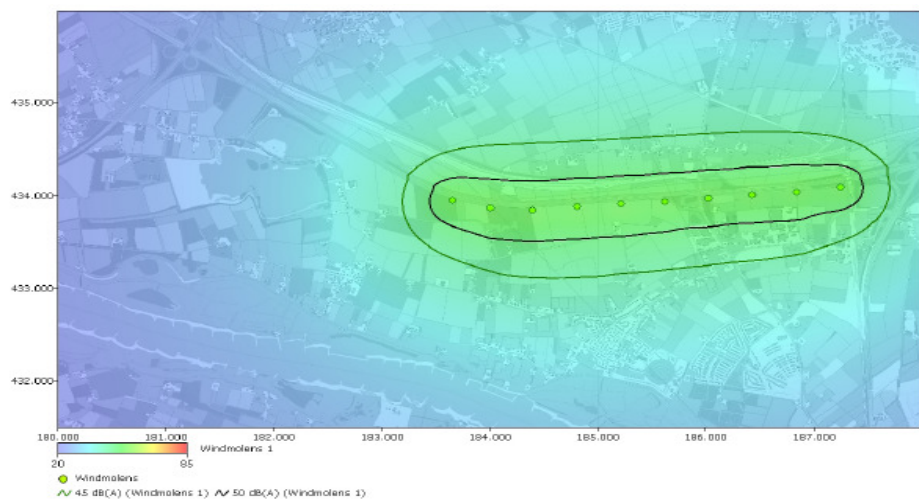 435.000
434.000
433.000
432.000
180.000 181.000 182.000 183.000 184.000 185.000 186.000 187.000
Windmolens 1
20 85
Windmolens
45 dB(A) (Windmolens 1) 50 dB(A) (Windmolens 1)